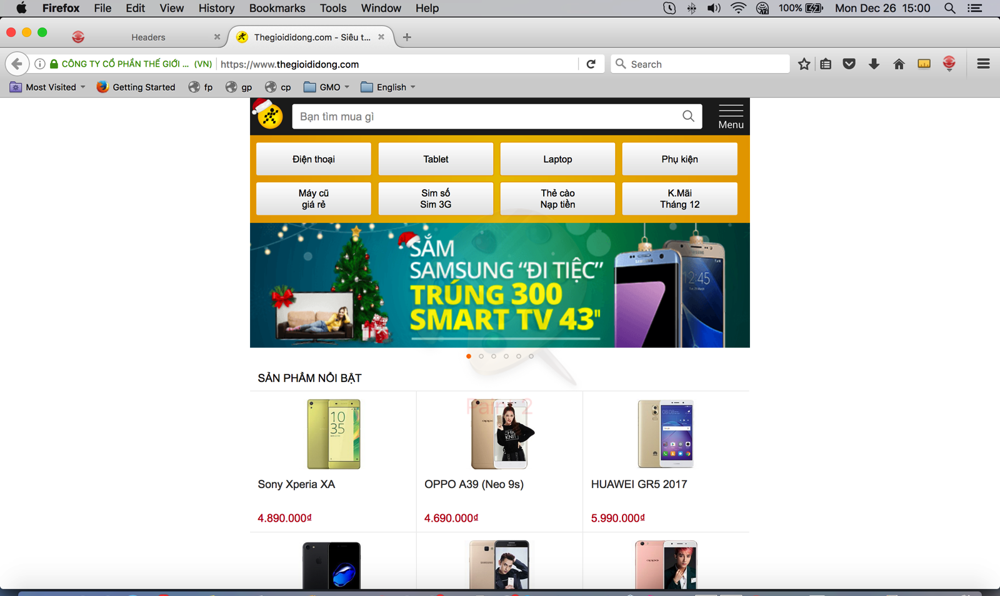 Firefox File Edit View History Bookmarks Tools Window Help 100% Mon Dec 26 15:00
Headers Thegioididong.com - Siêu t...
CÔNG TY CỔ PHẦN THẾ GIỚI ... (VN) https://www.thegioididong.com Search
Most Visited Getting Started fp gp cp GMO English
Bạn tìm mua gì Menu
Điện thoại Tablet Laptop Phụ kiện
Máy cũ Sim số Thẻ cào K.Mãi
giá rẻ Sim 3G Nạp tiền Tháng 12
SẮM
SAMSUNG “ĐI TIỆC”
TRÚNG 300
SMART TV 43"
SẢN PHẨM NỔI BẬT
Sony Xperia XA OPPO A39 (Neo 9s) HUAWEI GR5 2017
4.890.000₫ 4.690.000₫ 5.990.000₫